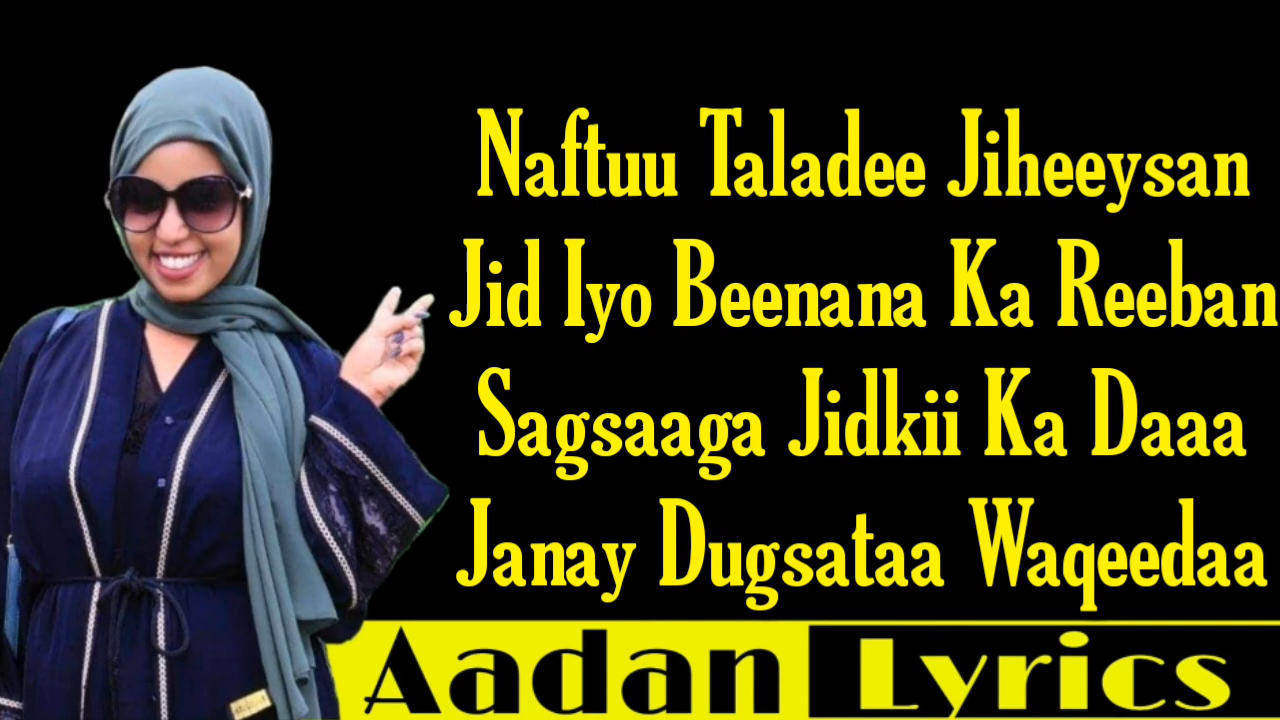 Naftuu Taladee Jiheeysan
Jid Iyo Beenana Ka Reeban
Sagsaaga Jidkii Ka Daaa
Janay Dugsataa Waqeedaa
Aadan Lyrics